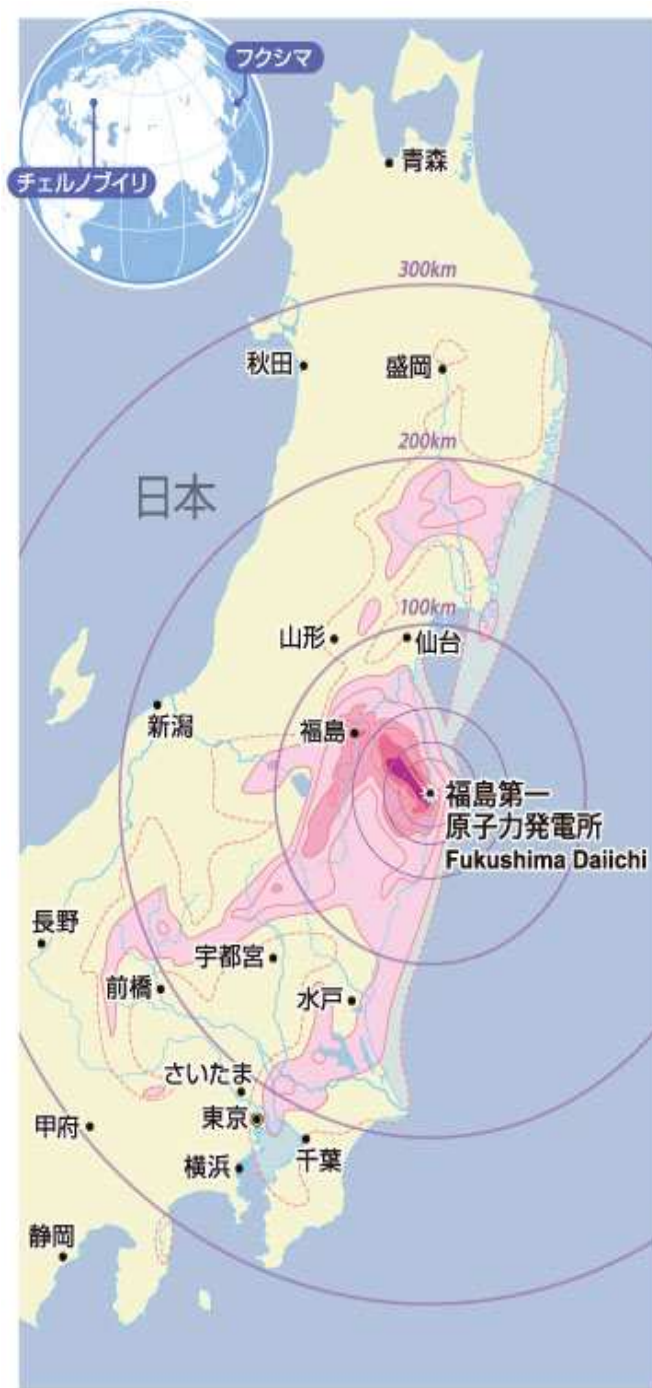 フクシマ
チェルノブイリ
青森
300km
秋田
盛岡
200km
日本
100km
山形
仙台
新潟
福島
福島第一
原子力発電所
Fukushima Daiichi
長野
宇都宮
前橋
水戸
さいたま
東京
甲府
千葉
横浜
静岡